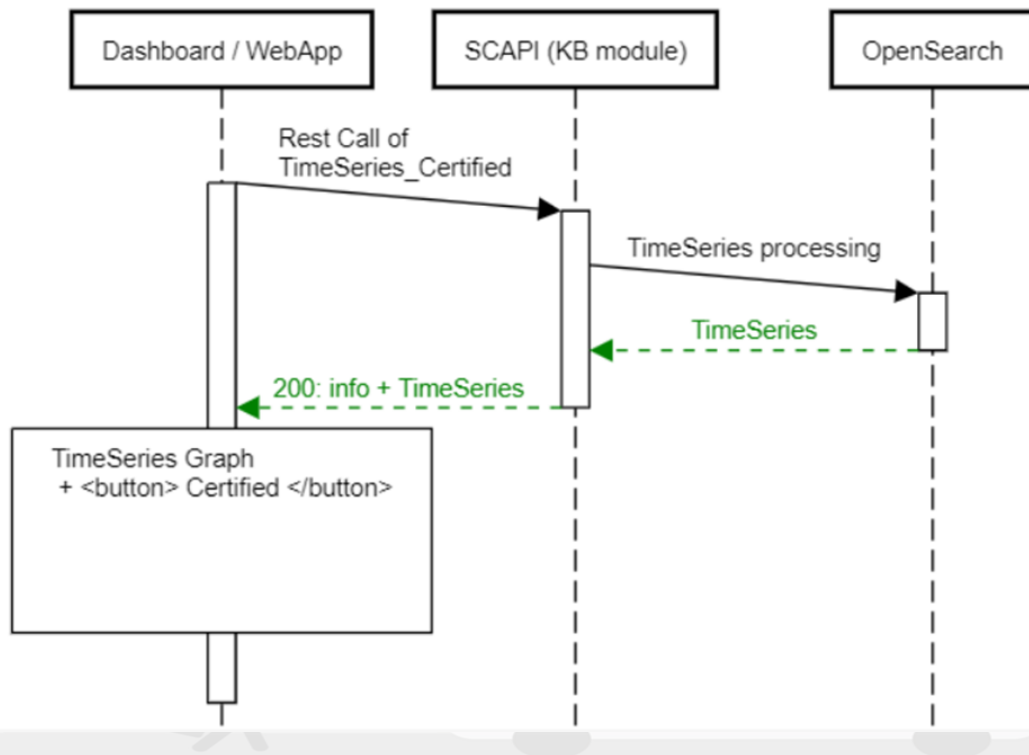 Dashboard / WebApp
SCAPI (KB module)
OpenSearch
Rest Call of
TimeSeries_Certified
TimeSeries processing
TimeSeries
200: info + TimeSeries
TimeSeries Graph
+ <button> Certified </button>